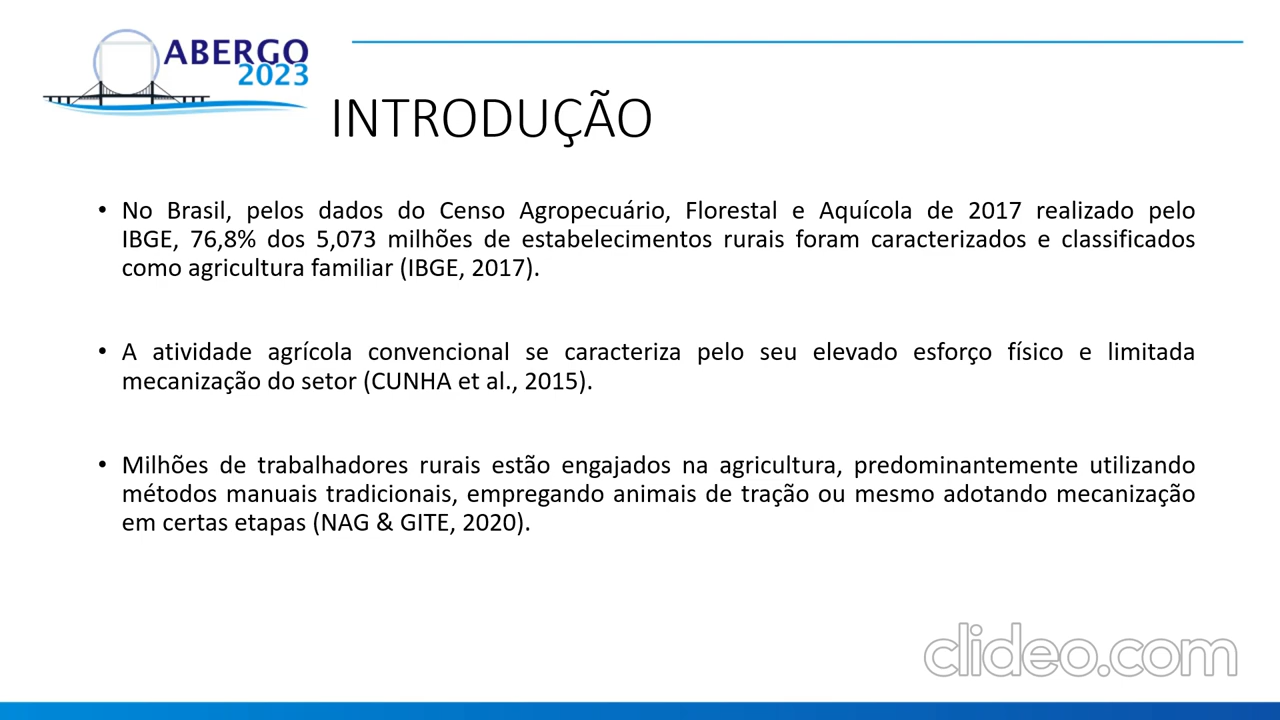 ABERGO
2023
INTRODUÇÃO
• No Brasil, pelos dados do Censo Agropecuário, Florestal e Aquícola de 2017 realizado pelo
IBGE, 76,8% dos 5,073 milhões de estabelecimentos rurais foram caracterizados e classificados
como agricultura familiar (IBGE, 2017).
• A atividade agrícola convencional se caracteriza pelo seu elevado esforço físico e limitada
mecanização do setor (CUNHA et al., 2015).
• Milhões de trabalhadores rurais estão engajados na agricultura, predominantemente utilizando
métodos manuais tradicionais, empregando animais de tração ou mesmo adotando mecanização
em certas etapas (NAG & GITE, 2020).
clideo.com